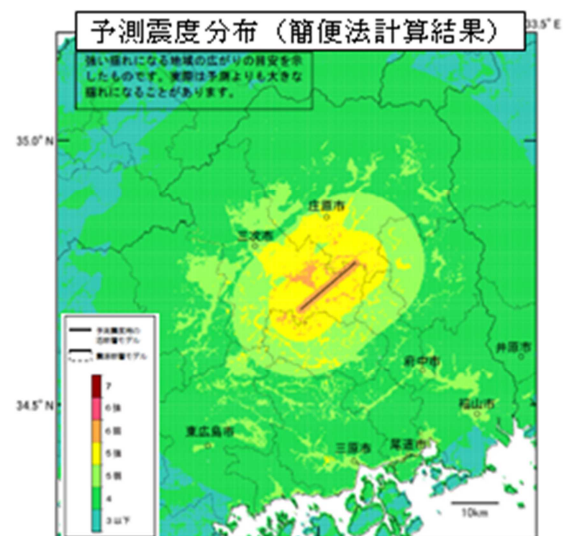 予測震度分布（簡便法計算結果）
33.5°E
強い揺れになる地域の広がりの目安を示
したものです。実際は予測よりも大きな
揺れになることがあります。
35.0°N
庄原市
三次市
井原市
府中市
34.5°N
福山市
東広島市
三原市
尾道市
7
6強
6弱
5強
5弱
4
3以下
10km